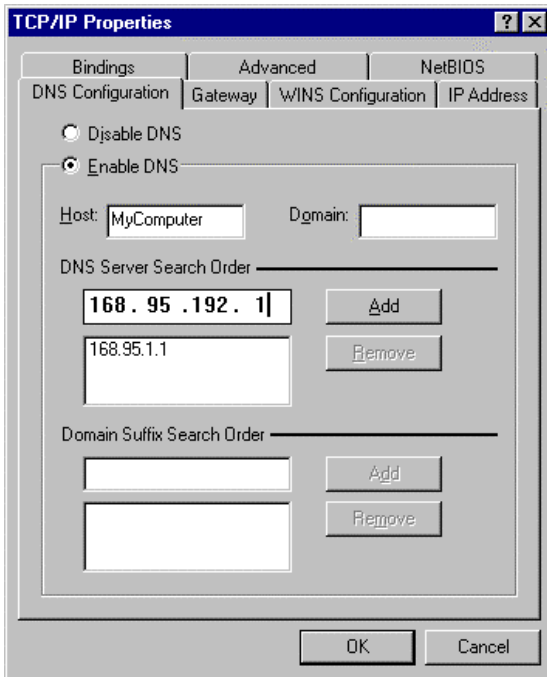 TCP/IP Properties
Bindings Advanced NetBIOS
DNS Configuration Gateway WINS Configuration IP Address
Disable DNS
Enable DNS
Host: MyComputer Domain:
DNS Server Search Order
168. 95 .192. 1 Add
168.95.1.1 Remove
Domain Suffix Search Order
Add
Remove
OK Cancel